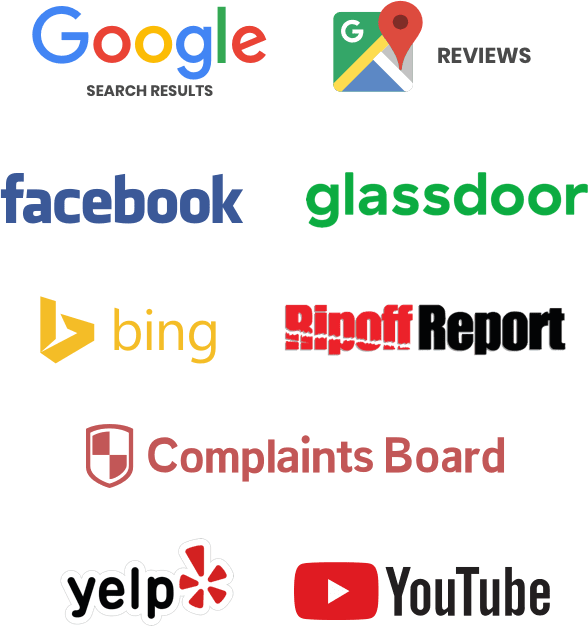 Google
SEARCH RESULTS
G
REVIEWS
facebook
glassdoor
bing
Ripoff Report
Complaints Board
yelp
YouTube